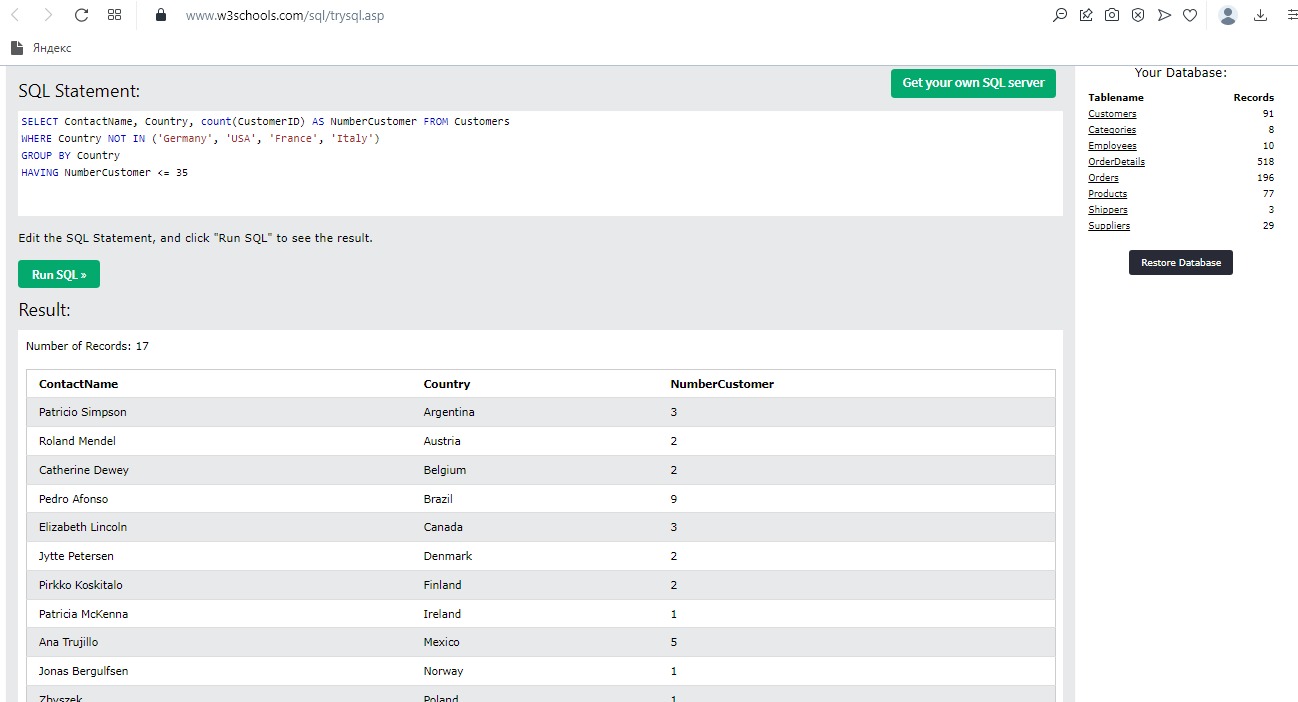 www.w3schools.com/sql/trysql.asp
Яндекс
SQL Statement:
Get your own SQL server
SELECT ContactName, Country, count(CustomerID) AS NumberCustomer FROM Customers
WHERE Country NOT IN ('Germany', 'USA', 'France', 'Italy')
GROUP BY Country
HAVING NumberCustomer <= 35
Edit the SQL Statement, and click "Run SQL" to see the result.
Run SQL »
Result:
Number of Records: 17
ContactName Country NumberCustomer
Patricio Simpson Argentina 3
Roland Mendel Austria 2
Catherine Dewey Belgium 2
Pedro Afonso Brazil 9
Elizabeth Lincoln Canada 3
Jytte Petersen Denmark 2
Pirkko Koskitalo Finland 2
Patricia McKenna Ireland 1
Ana Trujillo Mexico 5
Jonas Bergulfsen Norway 1
Zbyszek Poland 1
Your Database:
Tablename Records
Customers 91
Categories 8
Employees 10
OrderDetails 518
Orders 196
Products 77
Shippers 3
Suppliers 29
Restore Database